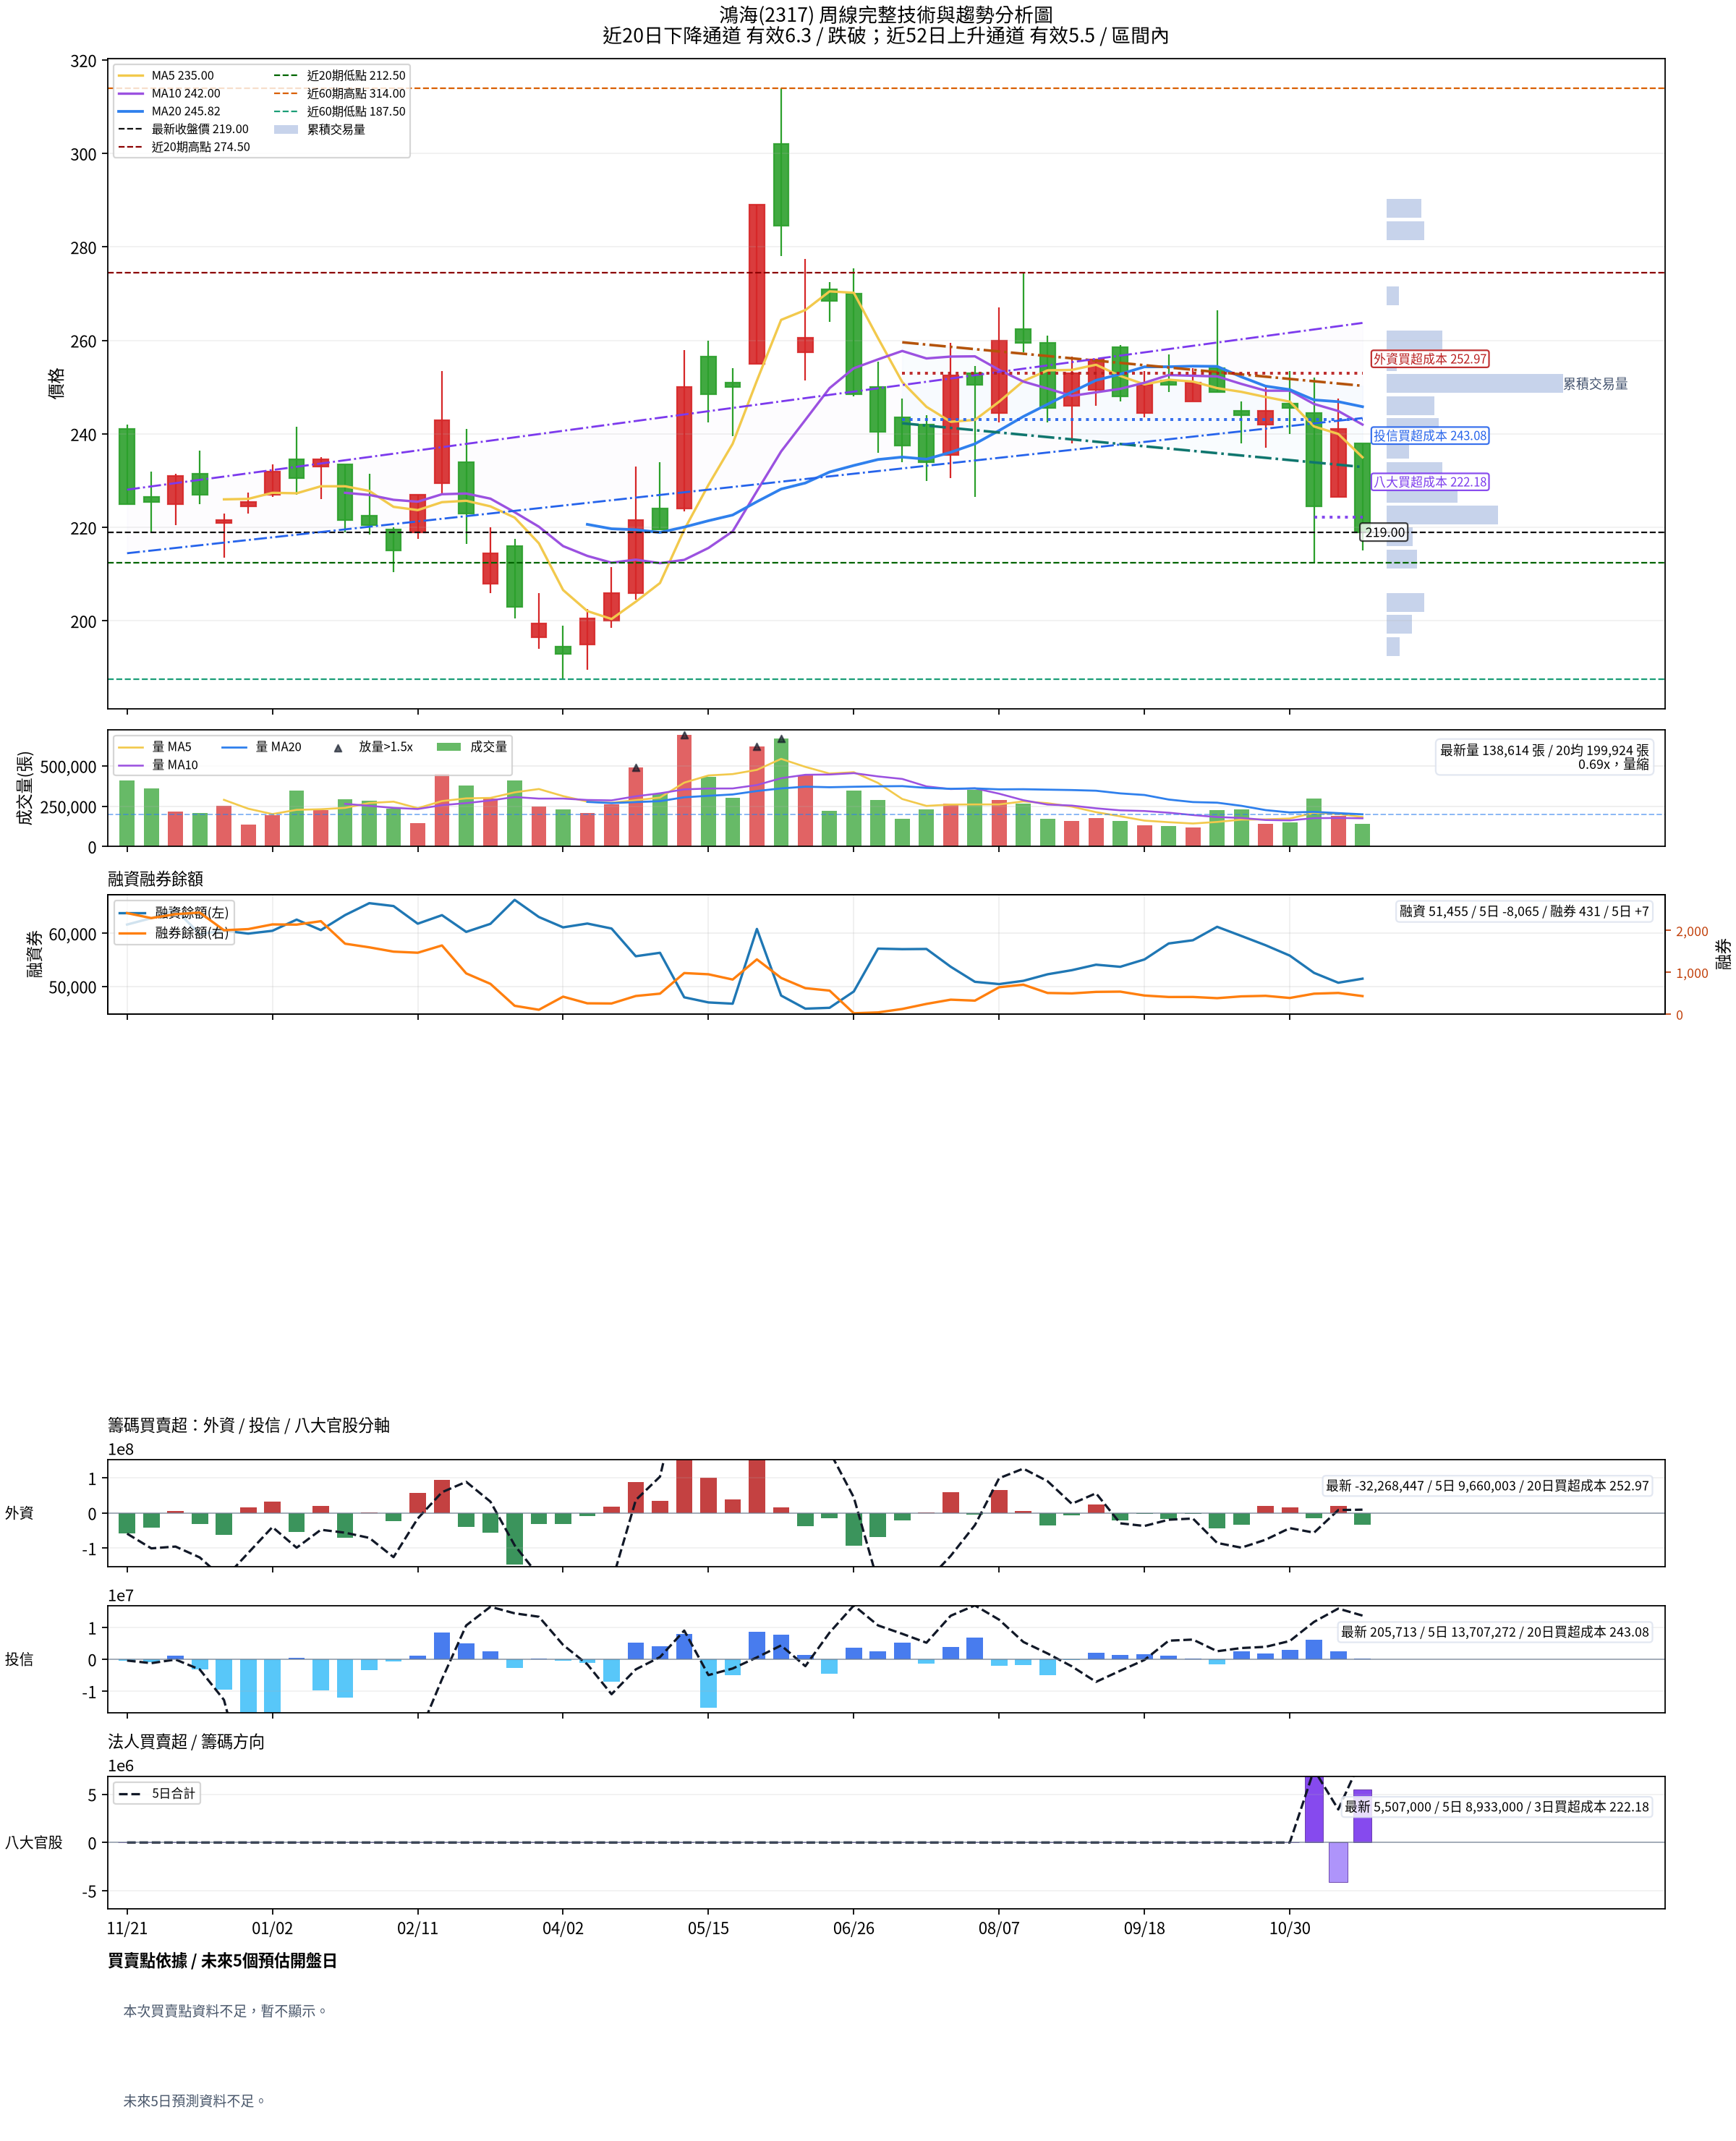 鴻海(2317) 周線完整技術與趨勢分析圖
近20日下降通道 有效6.3 / 跌破；近52日上升通道 有效5.5 / 區間內
MA5 235.00
MA10 242.00
MA20 245.82
最新收盤價 219.00
近20期高點 274.50
近20期低點 212.50
近60期高點 314.00
近60期低點 187.50
累積交易量
價格
320
300
280
260
240
220
200
外資買超成本 252.97
累積交易量
投信買超成本 243.08
八大買超成本 222.18
219.00
成交量(張)
500,000
250,000
0
量 MA5
量 MA10
量 MA20
放量>1.5x
成交量
最新量 138,614 張 / 20均 199,924 張
0.69x，量縮
融資融券餘額
融資券
60,000
50,000
融資餘額(左)
融券餘額(右)
融資 51,455 / 5日 -8,065 / 融券 431 / 5日 +7
2,000
1,000
0
融券
籌碼買賣超：外資 / 投信 / 八大官股分軸
1e8
外資
1
0
-1
最新 -32,268,447 / 5日 9,660,003 / 20日買超成本 252.97
1e7
投信
1
0
-1
最新 205,713 / 5日 13,707,272 / 20日買超成本 243.08
法人買賣超 / 籌碼方向
1e6
八大官股
5
0
-5
5日合計
最新 5,507,000 / 5日 8,933,000 / 3日買超成本 222.18
11/21
01/02
02/11
04/02
05/15
06/26
08/07
09/18
10/30
買賣點依據 / 未來5個預估開盤日
本次買賣點資料不足，暫不顯示。
未來5日預測資料不足。